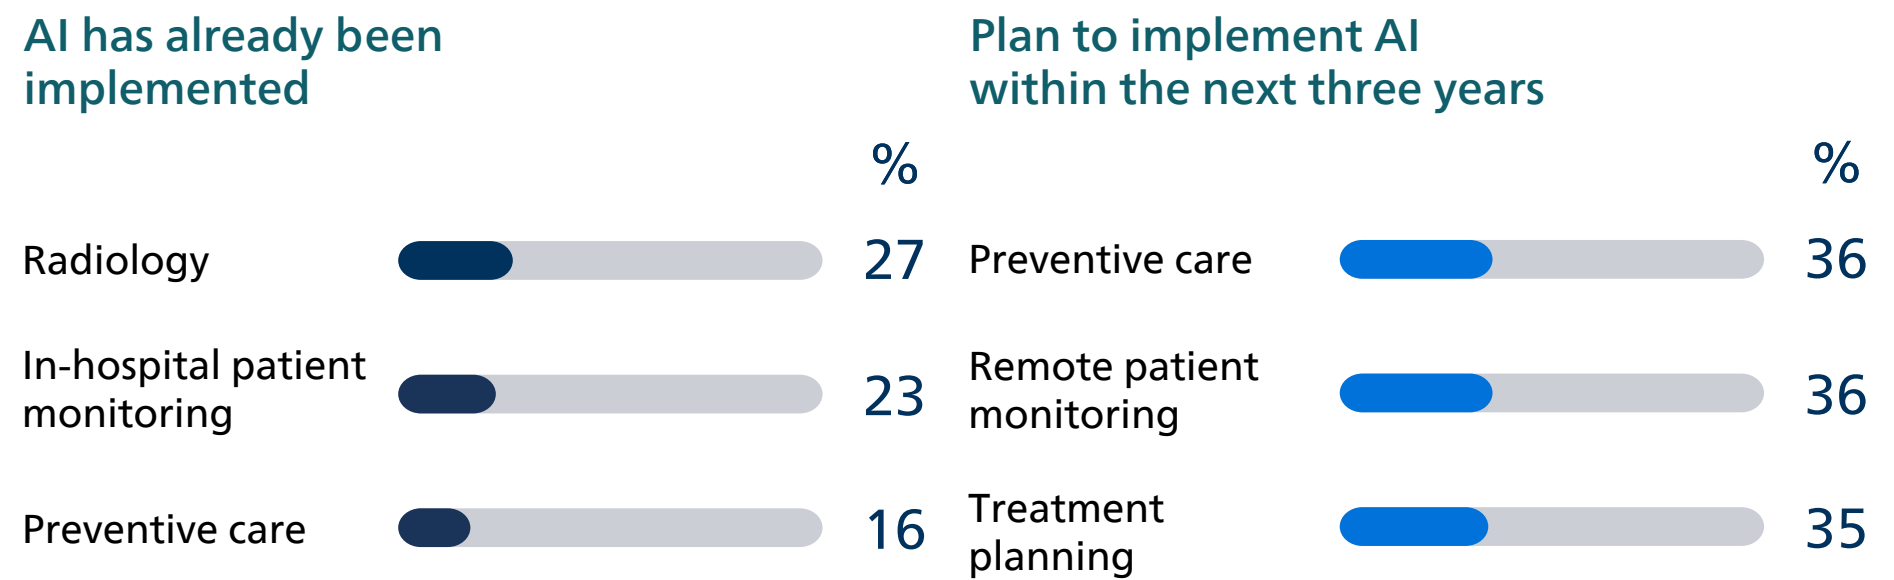 AI has already been
implemented
%
Radiology 27
In-hospital patient
monitoring 23
Preventive care 16
Plan to implement AI
within the next three years
%
Preventive care 36
Remote patient
monitoring 36
Treatment
planning 35